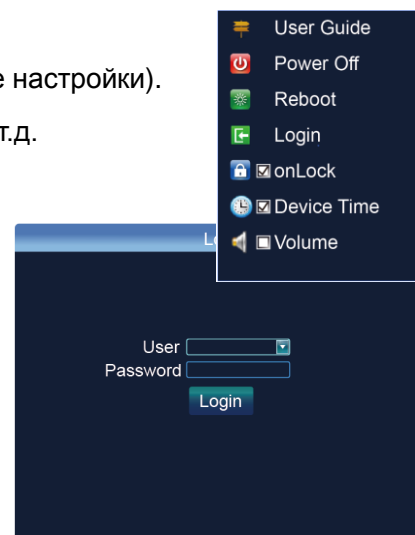 User Guide
Power Off
настройки).
Reboot
т.д.
Login
onLock
Device Time
Volume
User
Password
Login